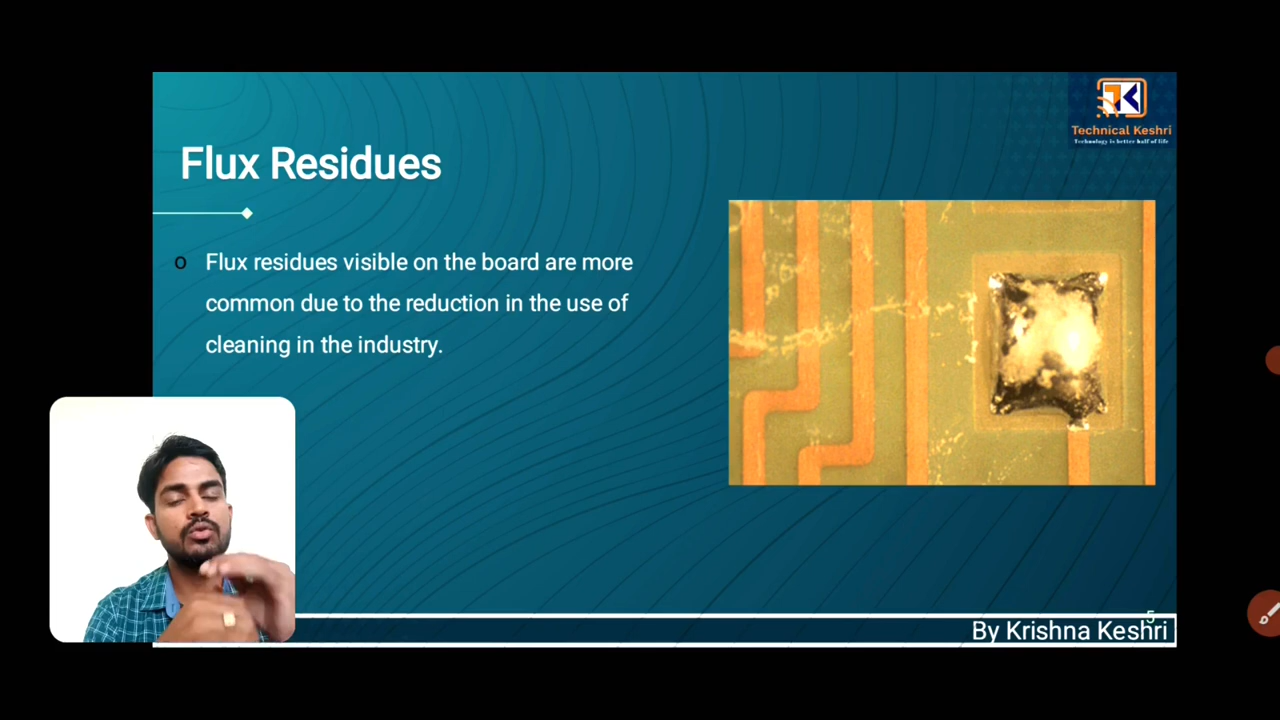 Technical Keshri
Technology is better half of life
Flux Residues
o Flux residues visible on the board are more
common due to the reduction in the use of
cleaning in the industry.
5
By Krishna Keshri